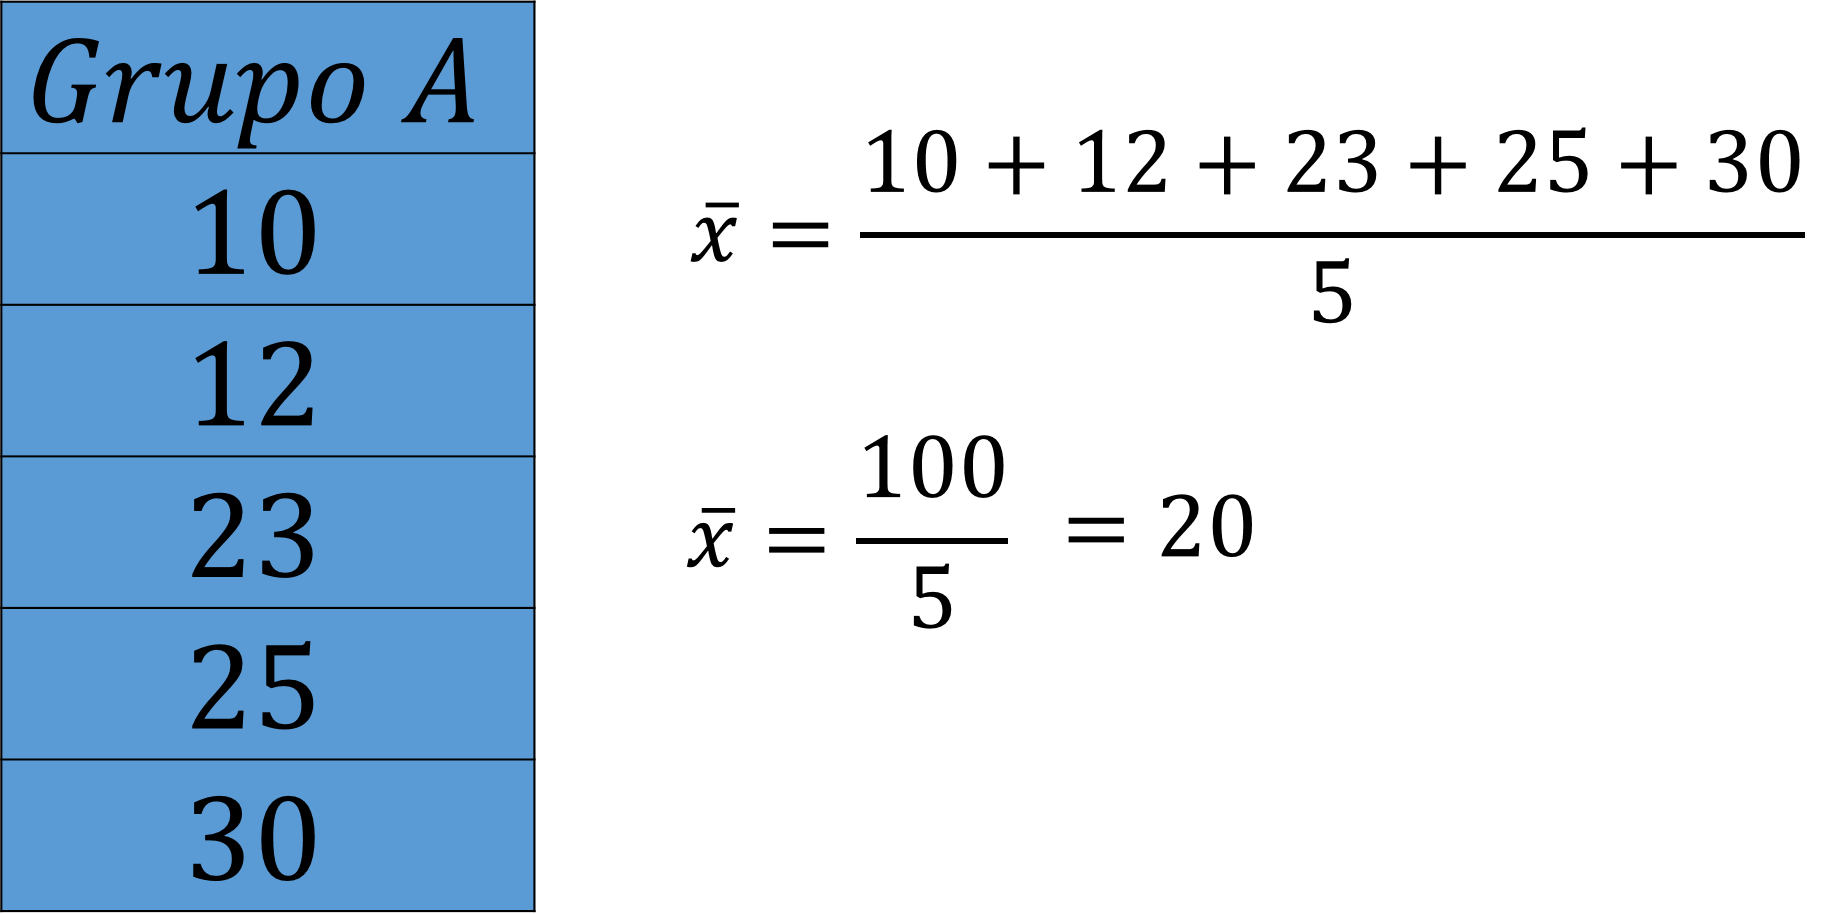 Grupo A
10
12
23
25
30
x̄ = (10 + 12 + 23 + 25 + 30) / 5
x̄ = 100 / 5 = 20